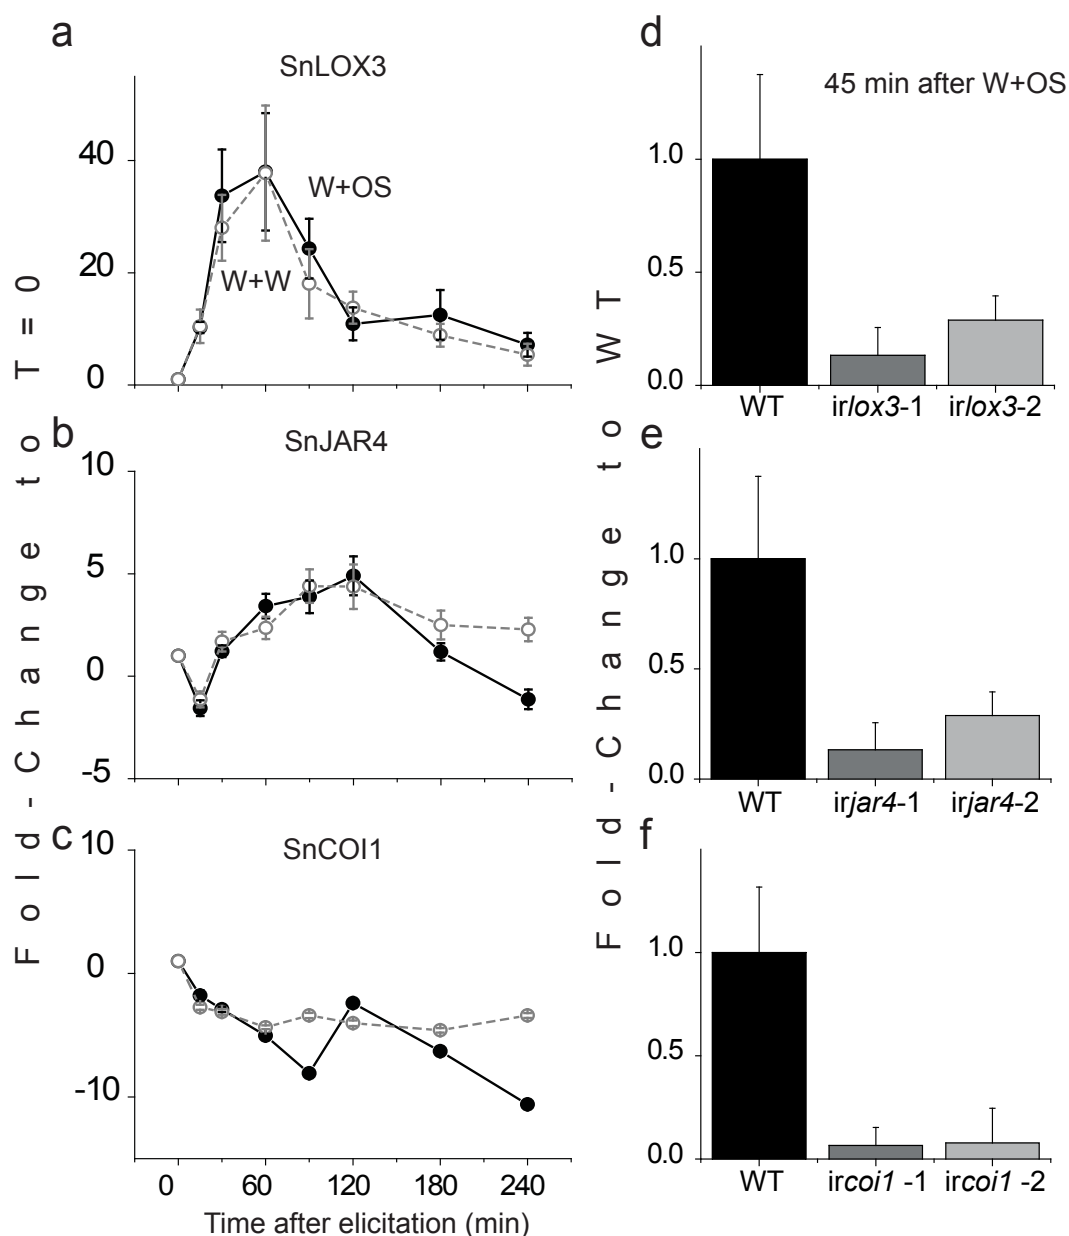 a
SnLOX3
W+OS
W+W
40
20
0
b
SnJAR4
10
5
0
-5
c
SnCOI1
10
0
-10
0 60 120 180 240
Time after elicitation (min)
Fold-Change to T = 0
d
45 min after W+OS
1.0
0.5
0.0
WT irlox3-1 irlox3-2
e
1.0
0.5
0.0
WT irjar4-1 irjar4-2
f
1.0
0.5
0.0
WT ircoi1 -1 ircoi1 -2
Fold-Change to WT